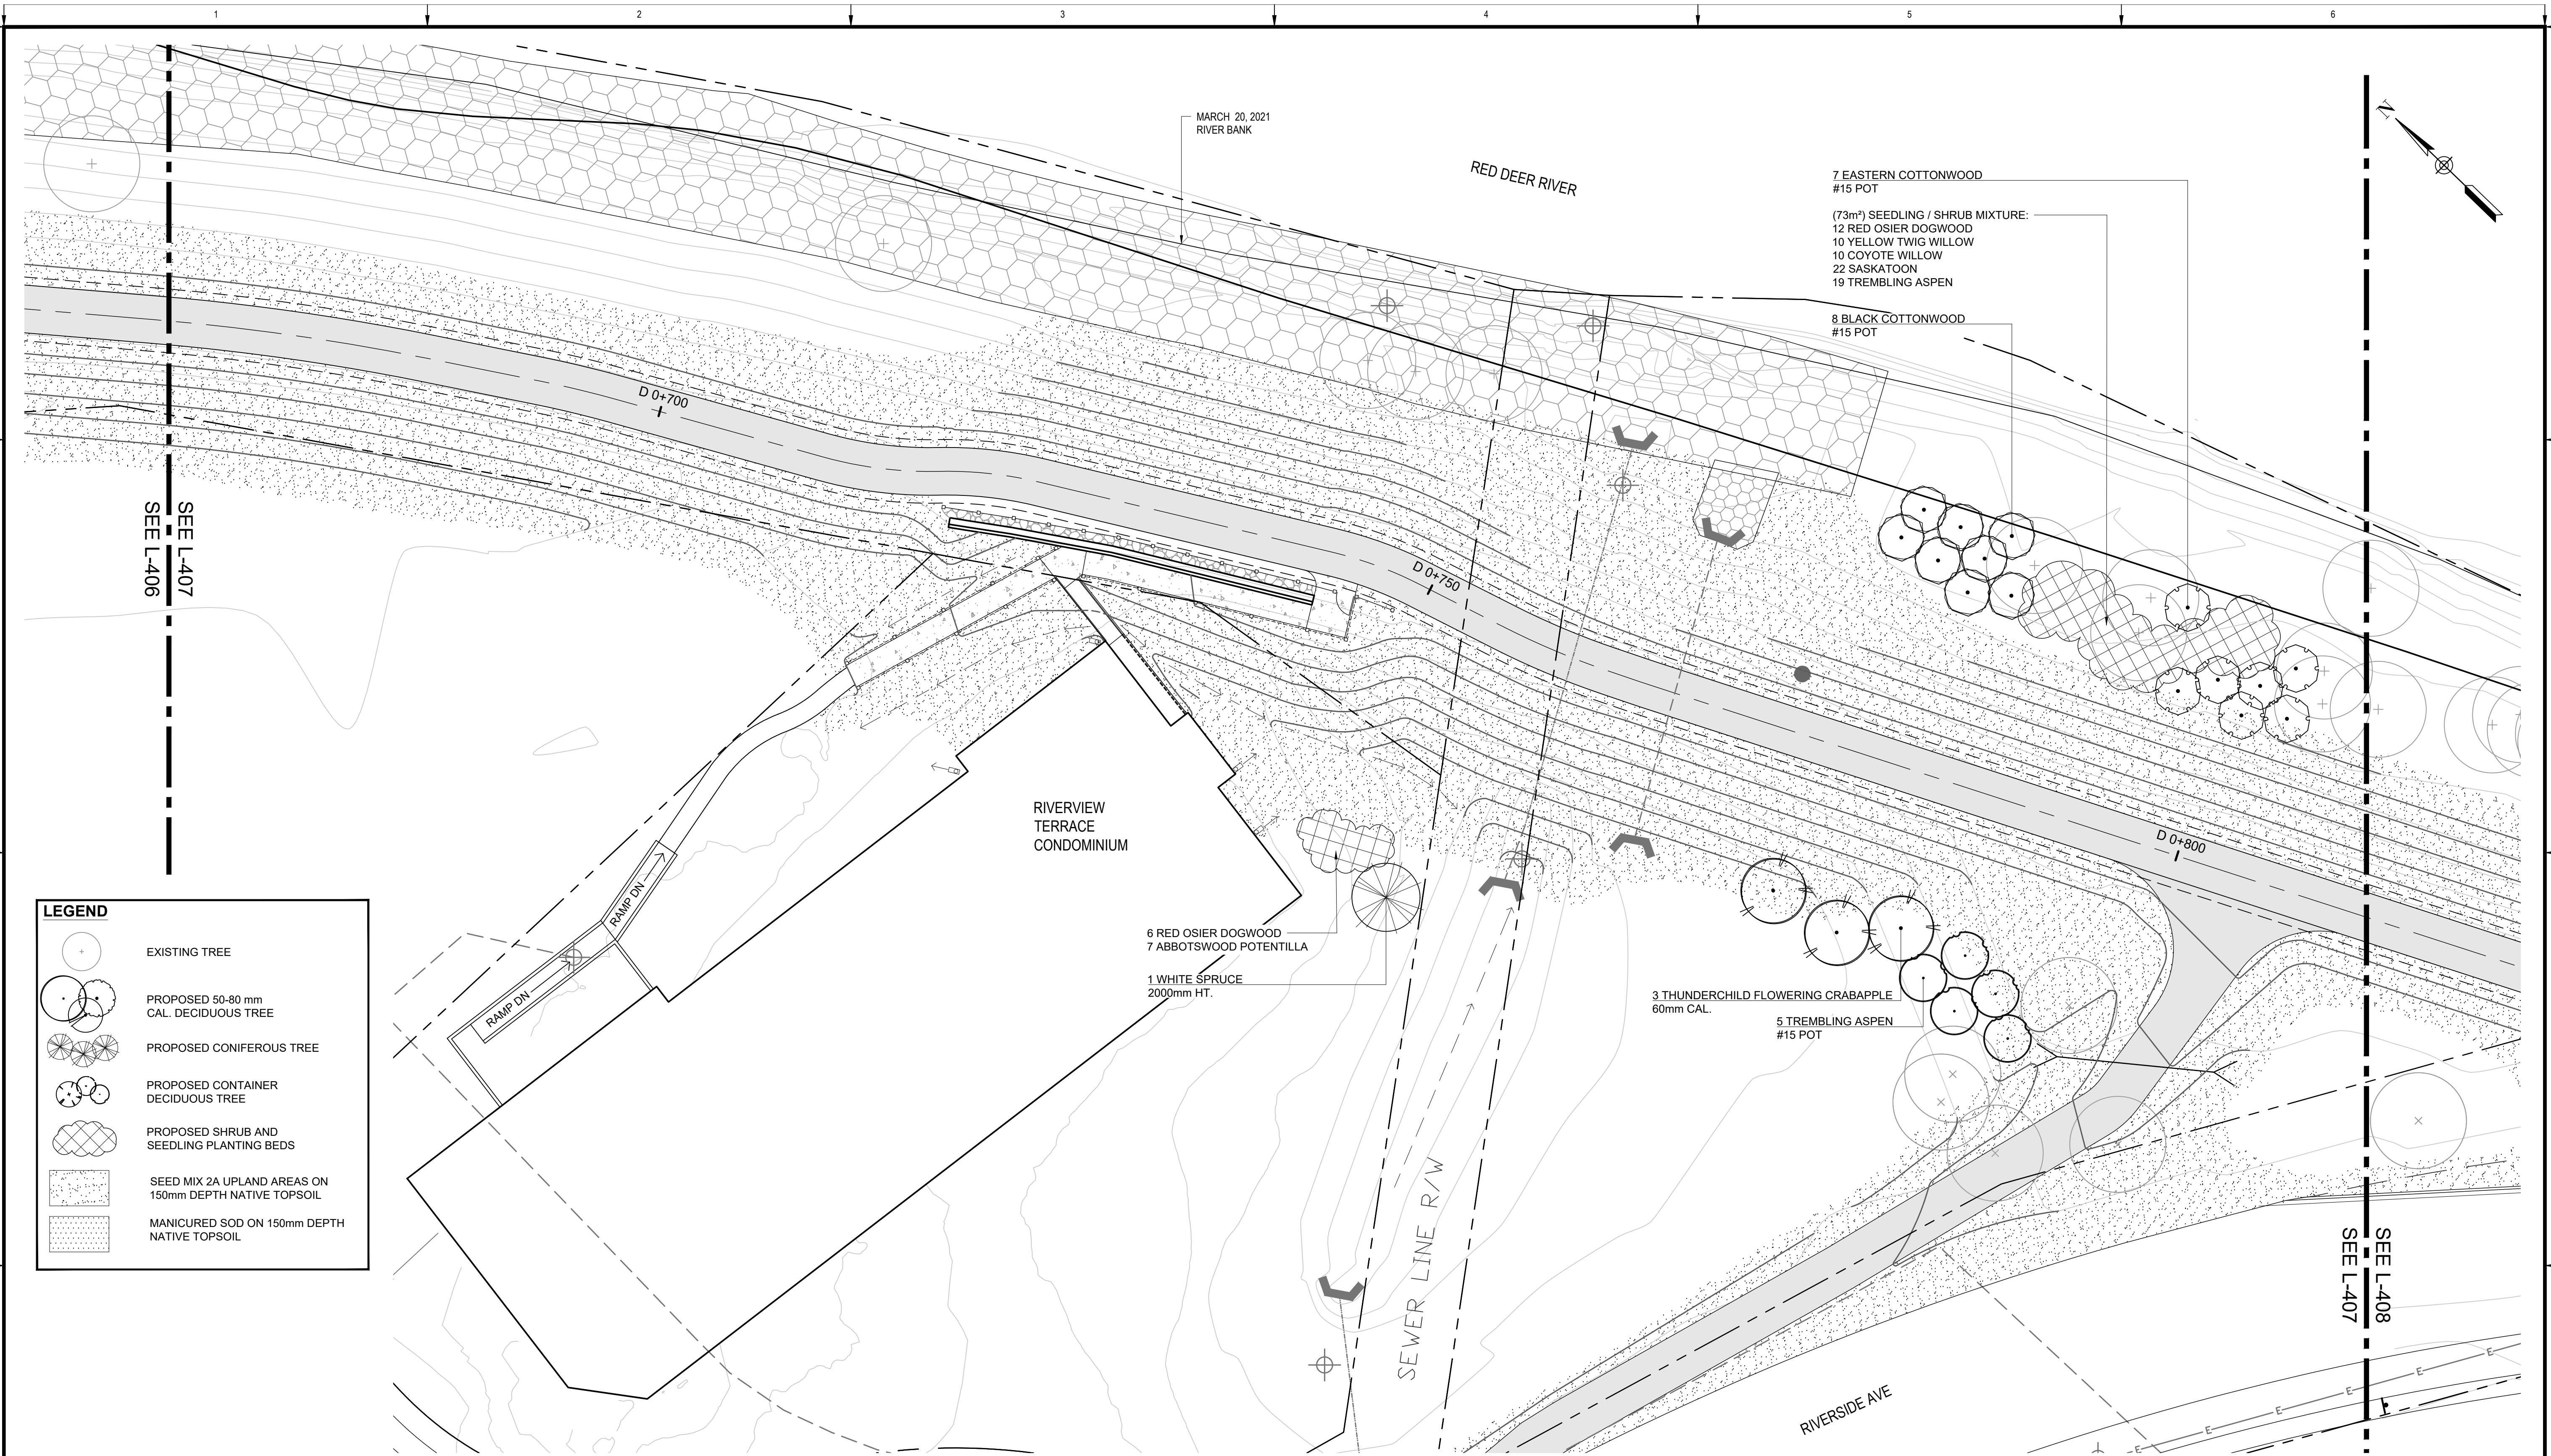 1
2
3
4
5
6
MARCH 20, 2021
RIVER BANK
RED DEER RIVER
N
7 EASTERN COTTONWOOD
#15 POT
(73m²) SEEDLING / SHRUB MIXTURE:
12 RED OSIER DOGWOOD
10 YELLOW TWIG WILLOW
10 COYOTE WILLOW
22 SASKATOON
19 TREMBLING ASPEN
8 BLACK COTTONWOOD
#15 POT
D 0+700
D 0+750
D 0+800
SEE L-406
SEE L-407
RIVERVIEW
TERRACE
CONDOMINIUM
RAMP DN
RAMP DN
6 RED OSIER DOGWOOD
7 ABBOTSWOOD POTENTILLA
1 WHITE SPRUCE
2000mm HT.
3 THUNDERCHILD FLOWERING CRABAPPLE
60mm CAL.
5 TREMBLING ASPEN
#15 POT
SEWER LINE R/W
RIVERSIDE AVE
SEE L-407
SEE L-408
E
E
E
E
E
E
LEGEND
EXISTING TREE
PROPOSED 50-80 mm
CAL. DECIDUOUS TREE
PROPOSED CONIFEROUS TREE
PROPOSED CONTAINER
DECIDUOUS TREE
PROPOSED SHRUB AND
SEEDLING PLANTING BEDS
SEED MIX 2A UPLAND AREAS ON
150mm DEPTH NATIVE TOPSOIL
MANICURED SOD ON 150mm DEPTH
NATIVE TOPSOIL